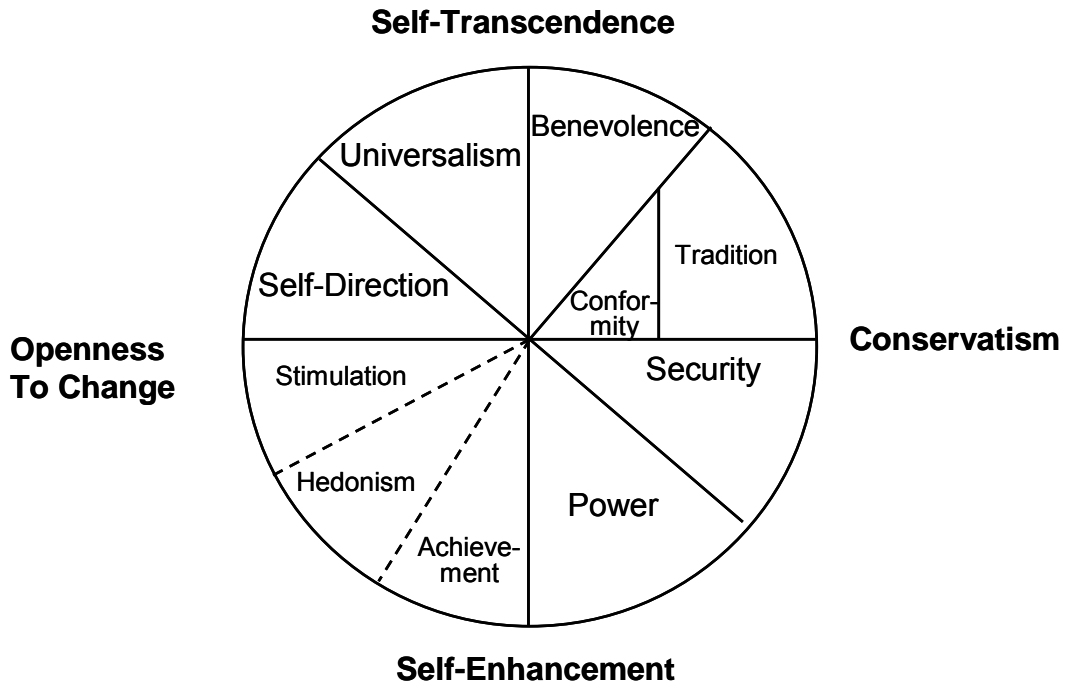 Self-Transcendence
Benevolence
Universalism
Tradition
Self-Direction
Confor-
mity
Openness
To Change
Conservatism
Stimulation
Security
Hedonism
Power
Achieve-
ment
Self-Enhancement